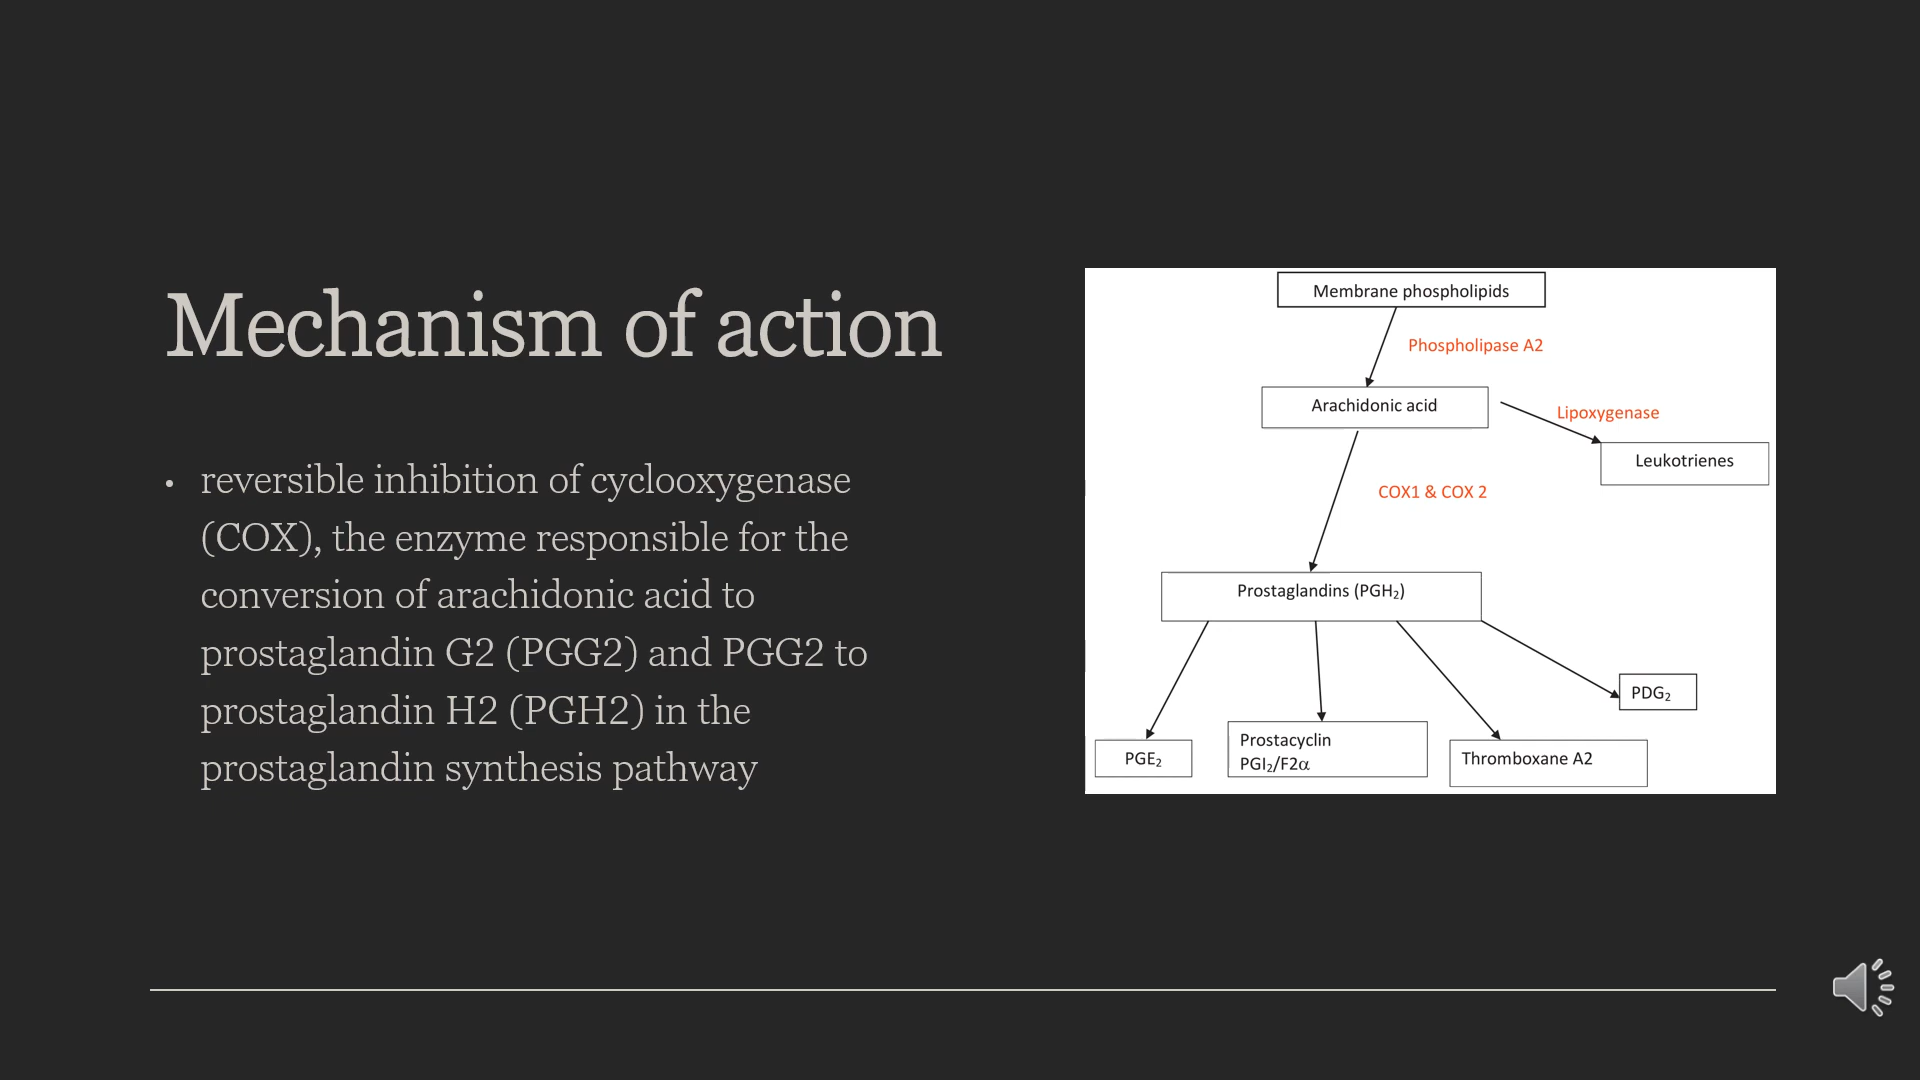 Mechanism of action
• reversible inhibition of cyclooxygenase
(COX), the enzyme responsible for the
conversion of arachidonic acid to
prostaglandin G2 (PGG2) and PGG2 to
prostaglandin H2 (PGH2) in the
prostaglandin synthesis pathway
Membrane phospholipids
Phospholipase A2
Arachidonic acid
Lipoxygenase
Leukotrienes
COX1 & COX 2
Prostaglandins (PGH₂)
PDG₂
PGE₂
Prostacyclin
PGI₂/F2α
Thromboxane A2